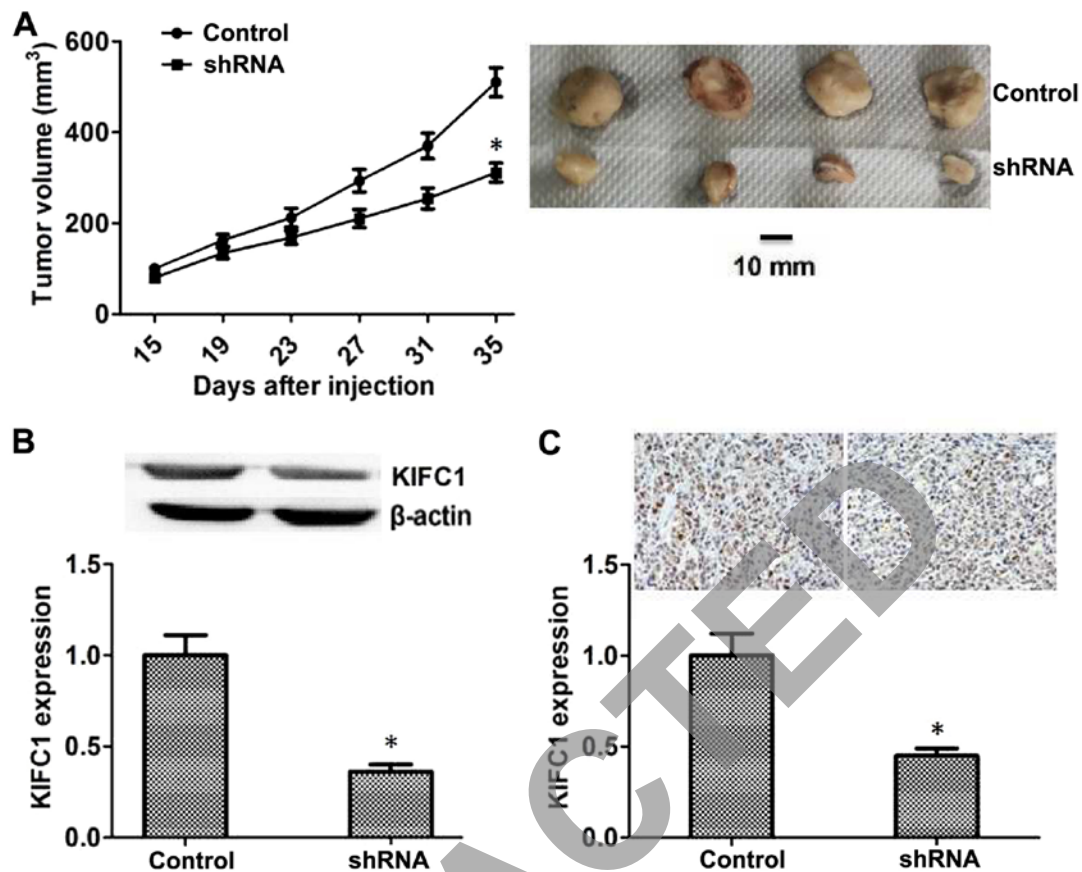 A
Control
shRNA
600
400
200
0
Tumor volume (mm³)
15 19 23 27 31 35
Days after injection
Control
shRNA
10 mm
B
KIFC1
β-actin
1.5
1.0
0.5
0.0
KIFC1 expression
*
*
Control shRNA
C
1.5
1.0
0.5
0.0
KIFC1 expression
*
Control shRNA
ACTED